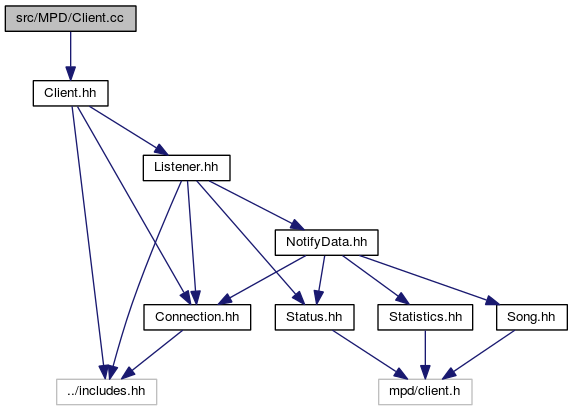 src/MPD/Client.cc
Client.hh
Listener.hh
NotifyData.hh
Connection.hh
Status.hh
Statistics.hh
Song.hh
../includes.hh
mpd/client.h